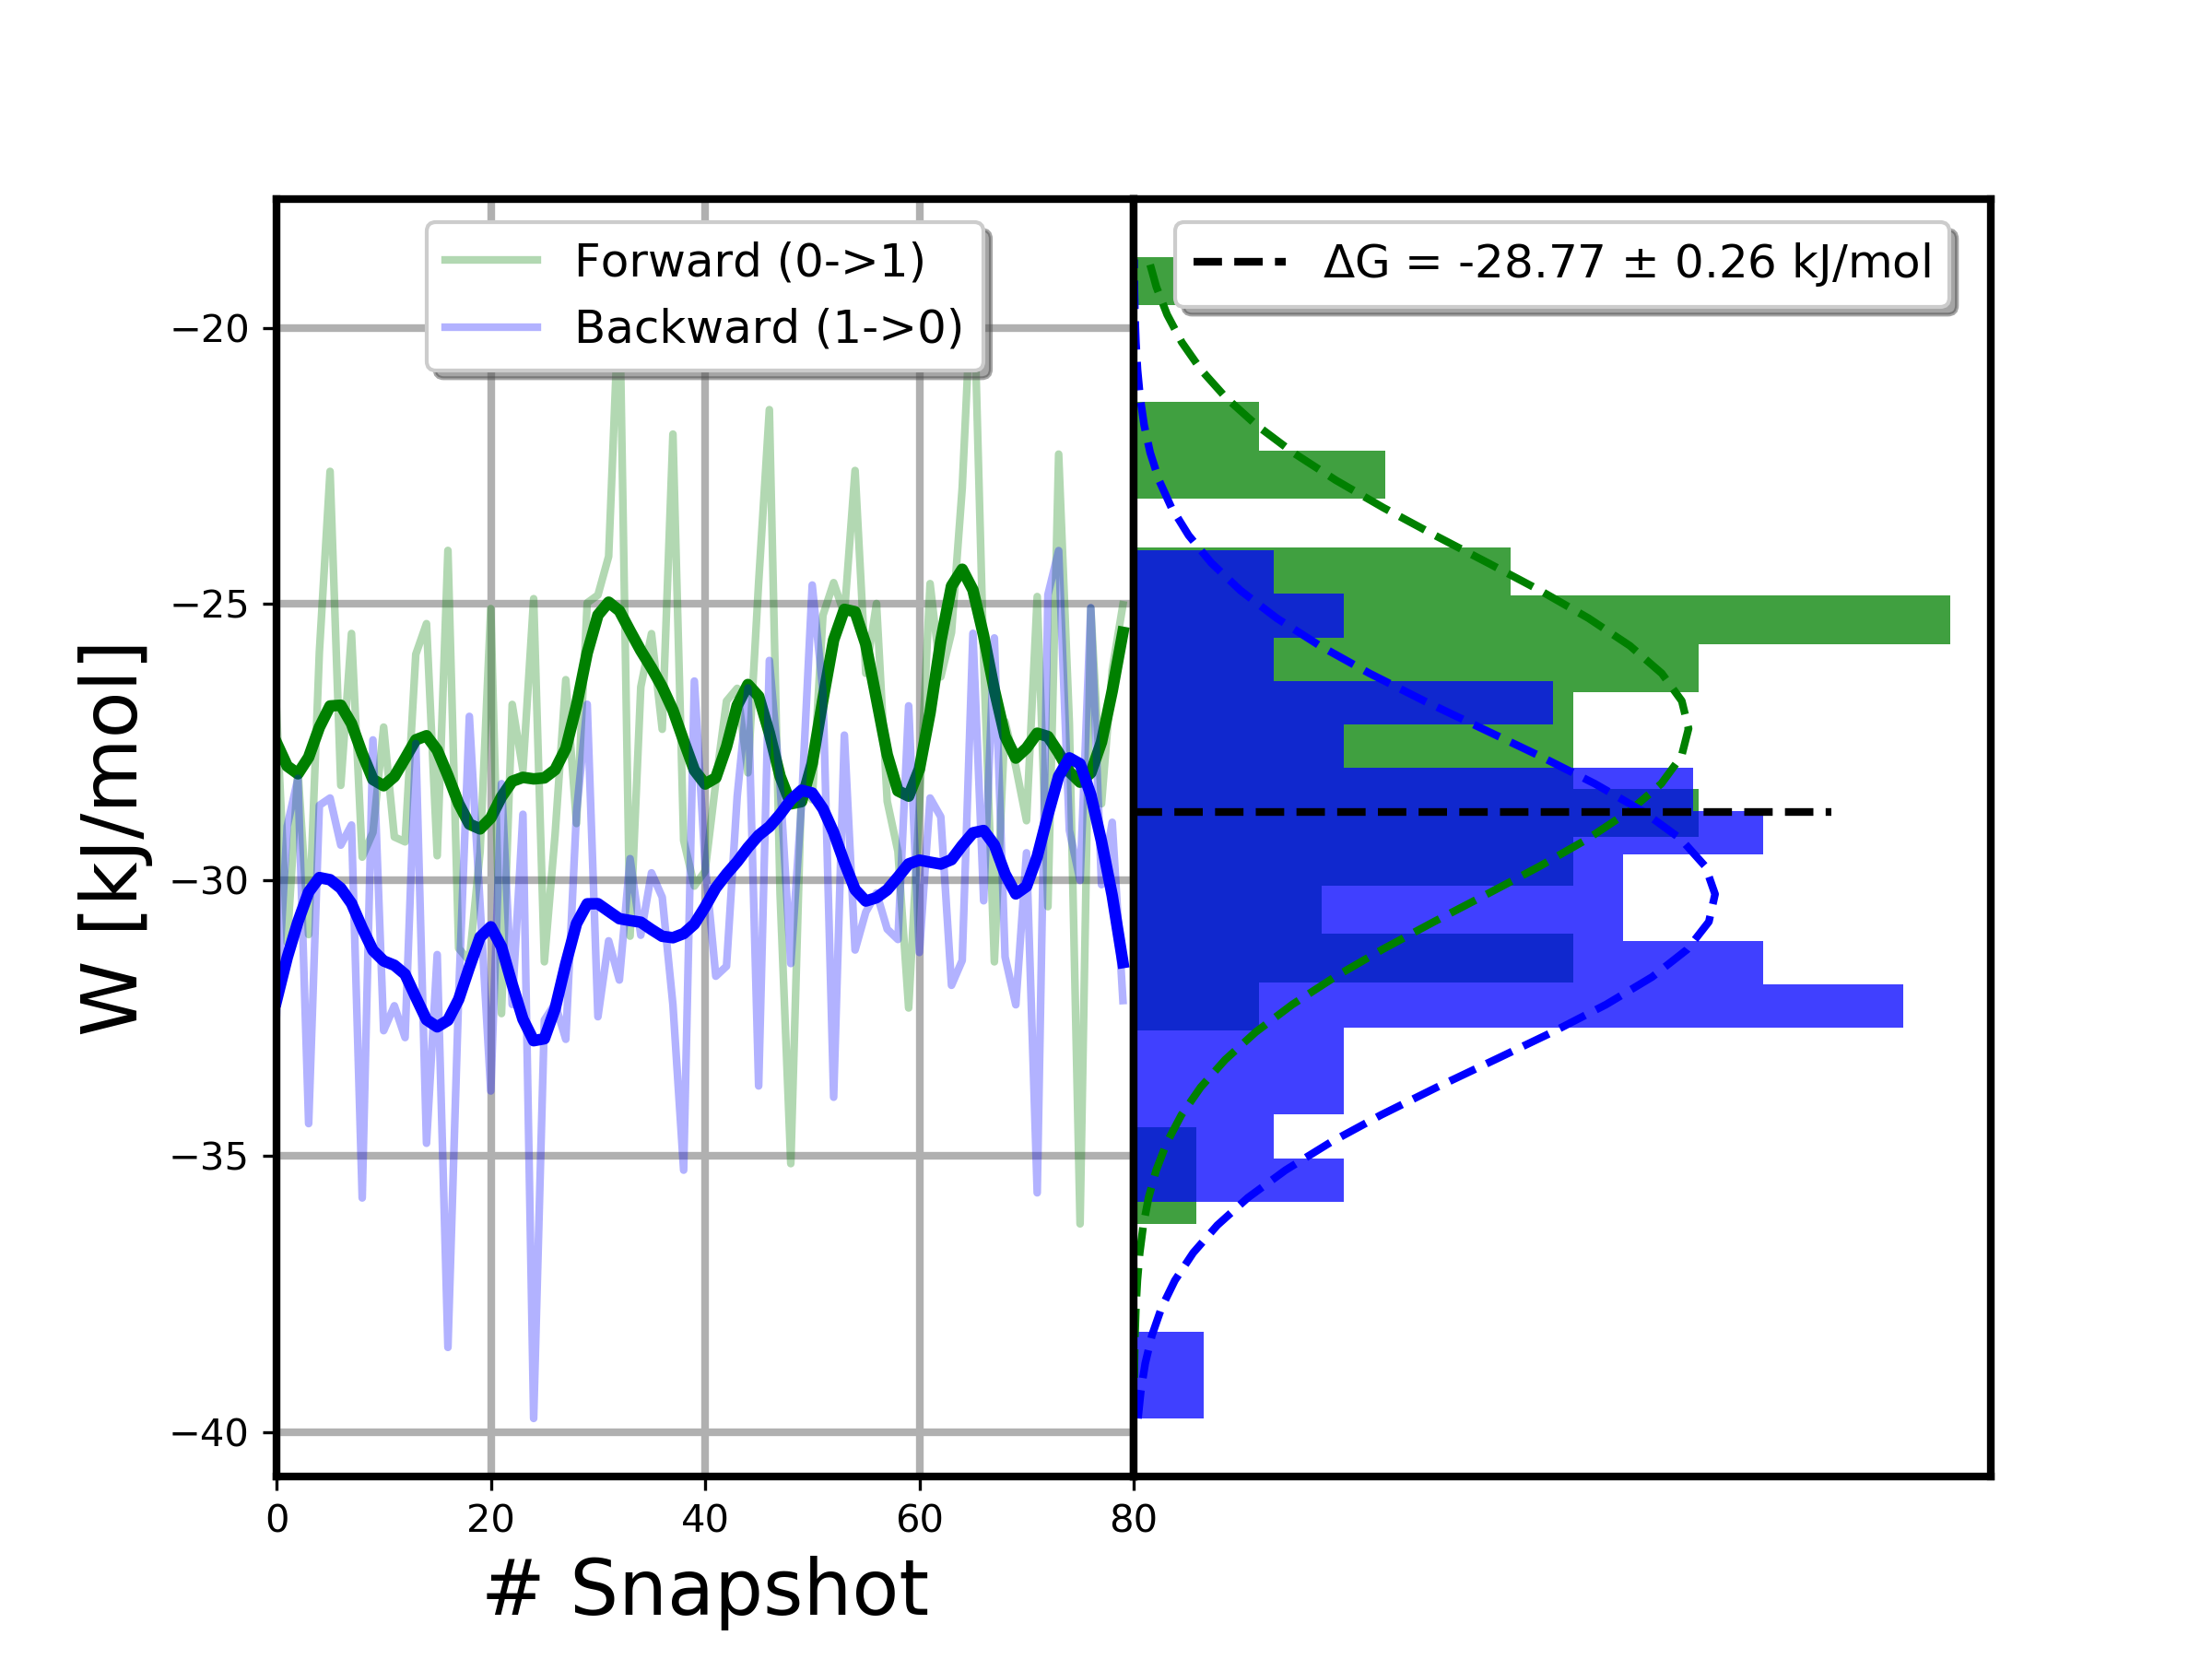 Forward (0->1)
Backward (1->0)
ΔG = -28.77 ± 0.26 kJ/mol
−20
−25
−30
−35
−40
W [kJ/mol]
0 20 40 60 80
# Snapshot